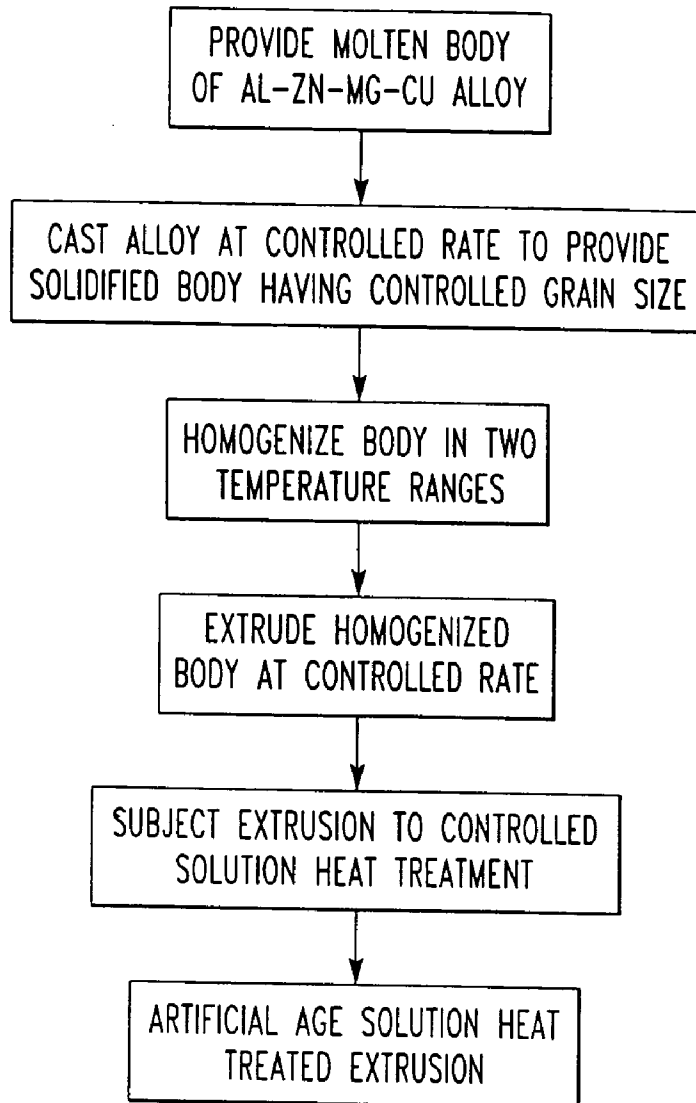 PROVIDE MOLTEN BODY
OF AL-ZN-MG-CU ALLOY
CAST ALLOY AT CONTROLLED RATE TO PROVIDE
SOLIDIFIED BODY HAVING CONTROLLED GRAIN SIZE
HOMOGENIZE BODY IN TWO
TEMPERATURE RANGES
EXTRUDE HOMOGENIZED
BODY AT CONTROLLED RATE
SUBJECT EXTRUSION TO CONTROLLED
SOLUTION HEAT TREATMENT
ARTIFICIAL AGE SOLUTION HEAT
TREATED EXTRUSION